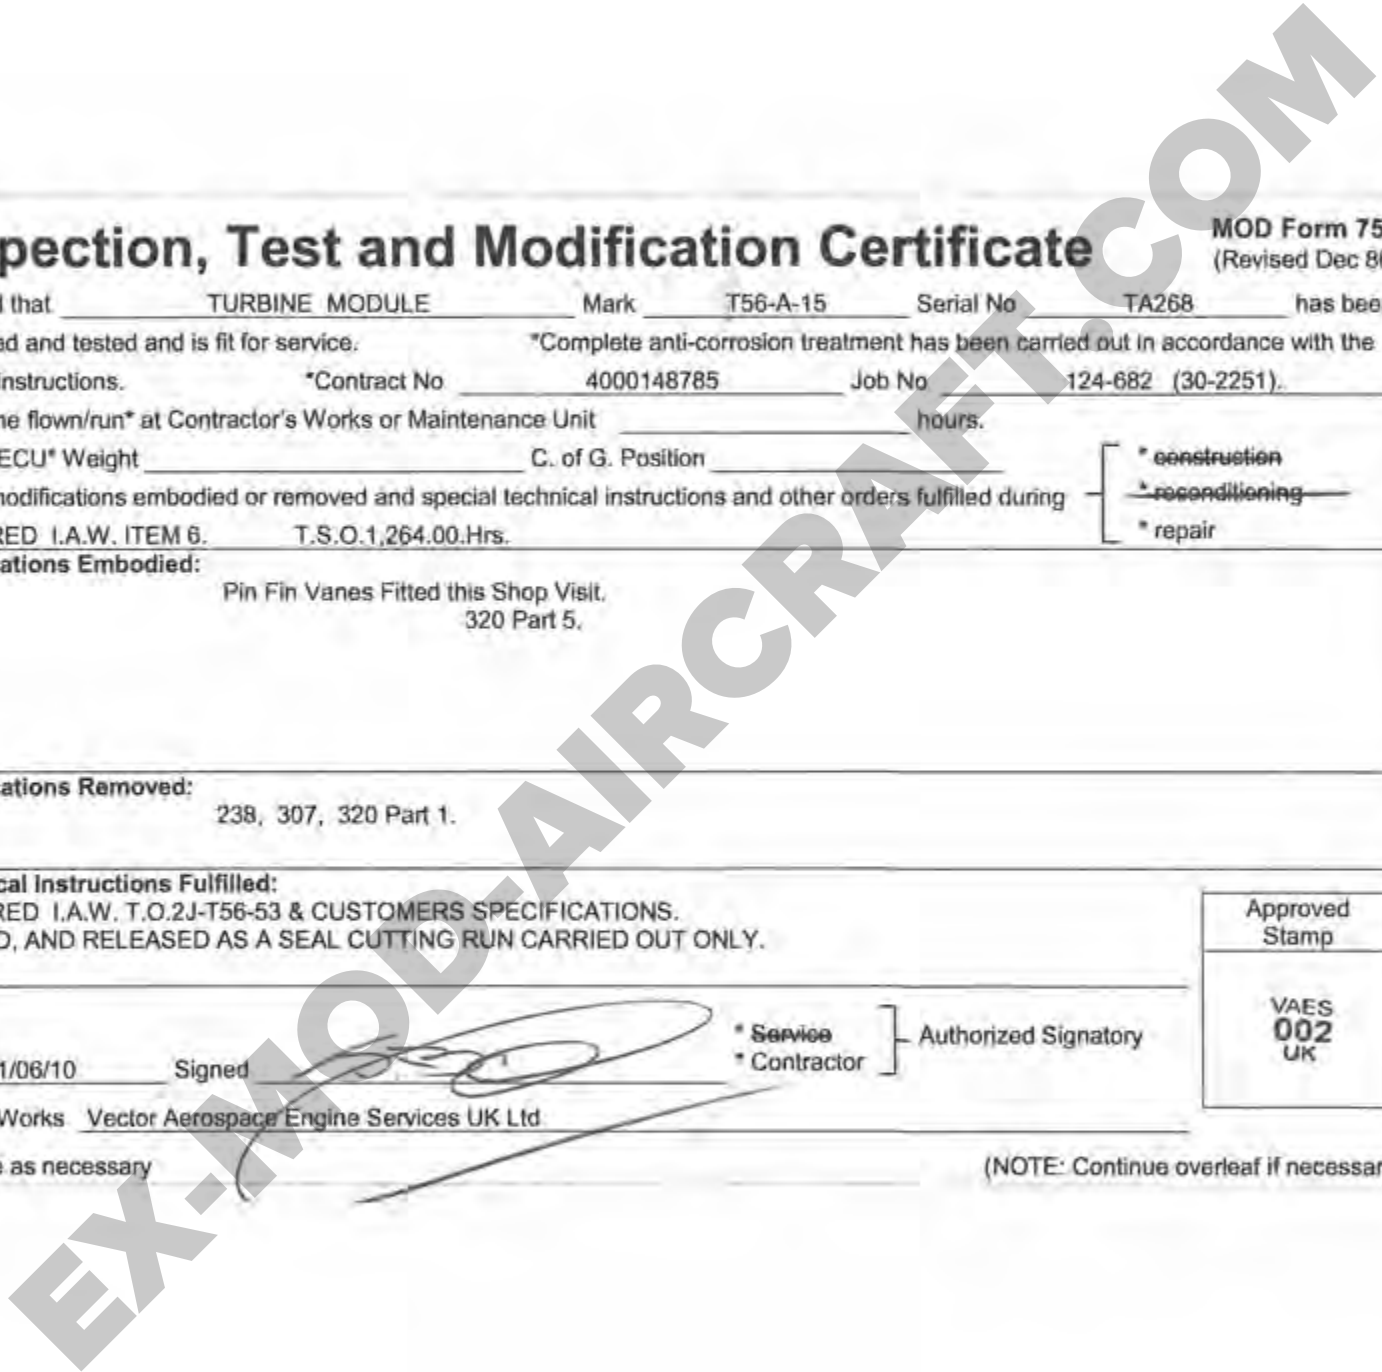 pection, Test and Modification Certificate
MOD Form 75
(Revised Dec 8
that TURBINE MODULE Mark T56-A-15 Serial No TA268 has bee
ed and tested and is fit for service. *Complete anti-corrosion treatment has been carried out in accordance with the
nstructions. *Contract No 4000148785 Job No 124-682 (30-2251).
ne flown/run* at Contractor's Works or Maintenance Unit hours.
ECU* Weight C. of G. Position
* construction
modifications embodied or removed and special technical instructions and other orders fulfilled during
* reconditioning
* repair
RED I.A.W. ITEM 6. T.S.O.1,264.00.Hrs.
ations Embodied:
Pin Fin Vanes Fitted this Shop Visit.
320 Part 5.
ations Removed:
238, 307, 320 Part 1.
cal Instructions Fulfilled:
RED I.A.W. T.O.2J-T56-53 & CUSTOMERS SPECIFICATIONS.
D, AND RELEASED AS A SEAL CUTTING RUN CARRIED OUT ONLY.
Approved
Stamp
VAES
002
UK
* Service
* Contractor
Authorized Signatory
1/06/10 Signed
Works Vector Aerospace Engine Services UK Ltd
e as necessary
(NOTE: Continue overleaf if necessar
EX-MOD-AIRCRAFT.COM